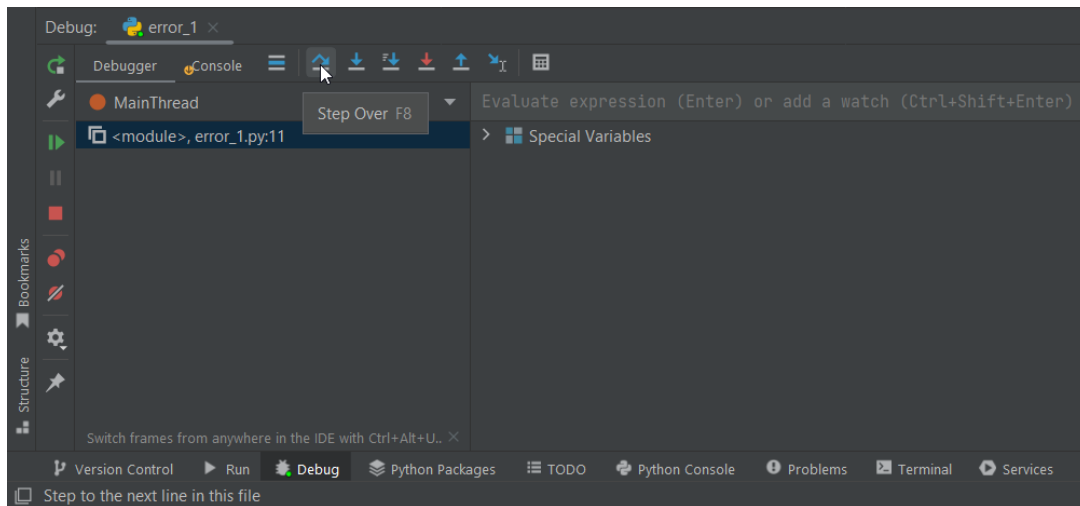 Debug: error_1
Debugger Console
MainThread
Evaluate expression (Enter) or add a watch (Ctrl+Shift+Enter)
Step Over F8
<module>, error_1.py:11
Special Variables
Bookmarks
Structure
Switch frames from anywhere in the IDE with Ctrl+Alt+U..
Version Control Run Debug Python Packages TODO Python Console Problems Terminal Services
Step to the next line in this file